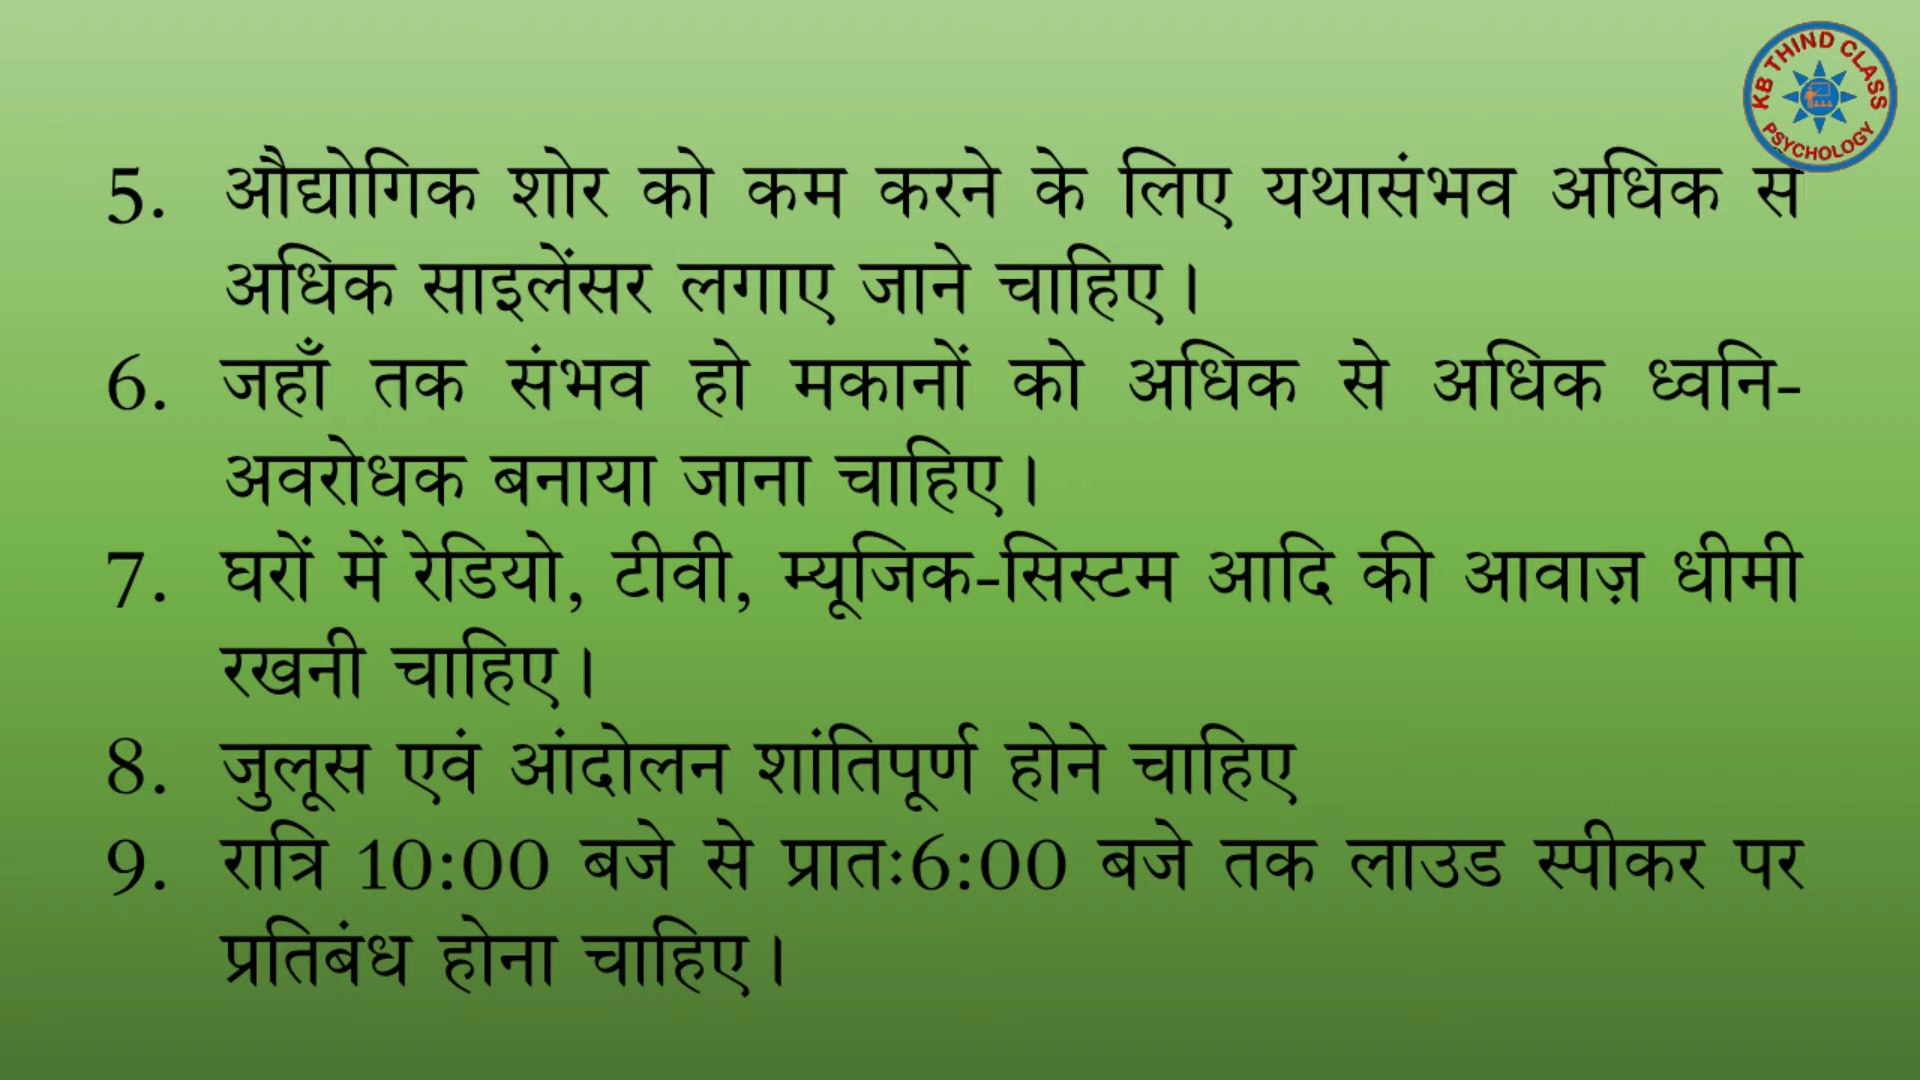 KB THIND CLASS
PSYCHOLOGY
5. औद्योगिक शोर को कम करने के लिए यथासंभव अधिक से
अधिक साइलेंसर लगाए जाने चाहिए।
6. जहाँ तक संभव हो मकानों को अधिक से अधिक ध्वनि-
अवरोधक बनाया जाना चाहिए।
7. घरों में रेडियो, टीवी, म्यूजिक-सिस्टम आदि की आवाज़ धीमी
रखनी चाहिए।
8. जुलूस एवं आंदोलन शांतिपूर्ण होने चाहिए
9. रात्रि 10:00 बजे से प्रातः6:00 बजे तक लाउड स्पीकर पर
प्रतिबंध होना चाहिए।